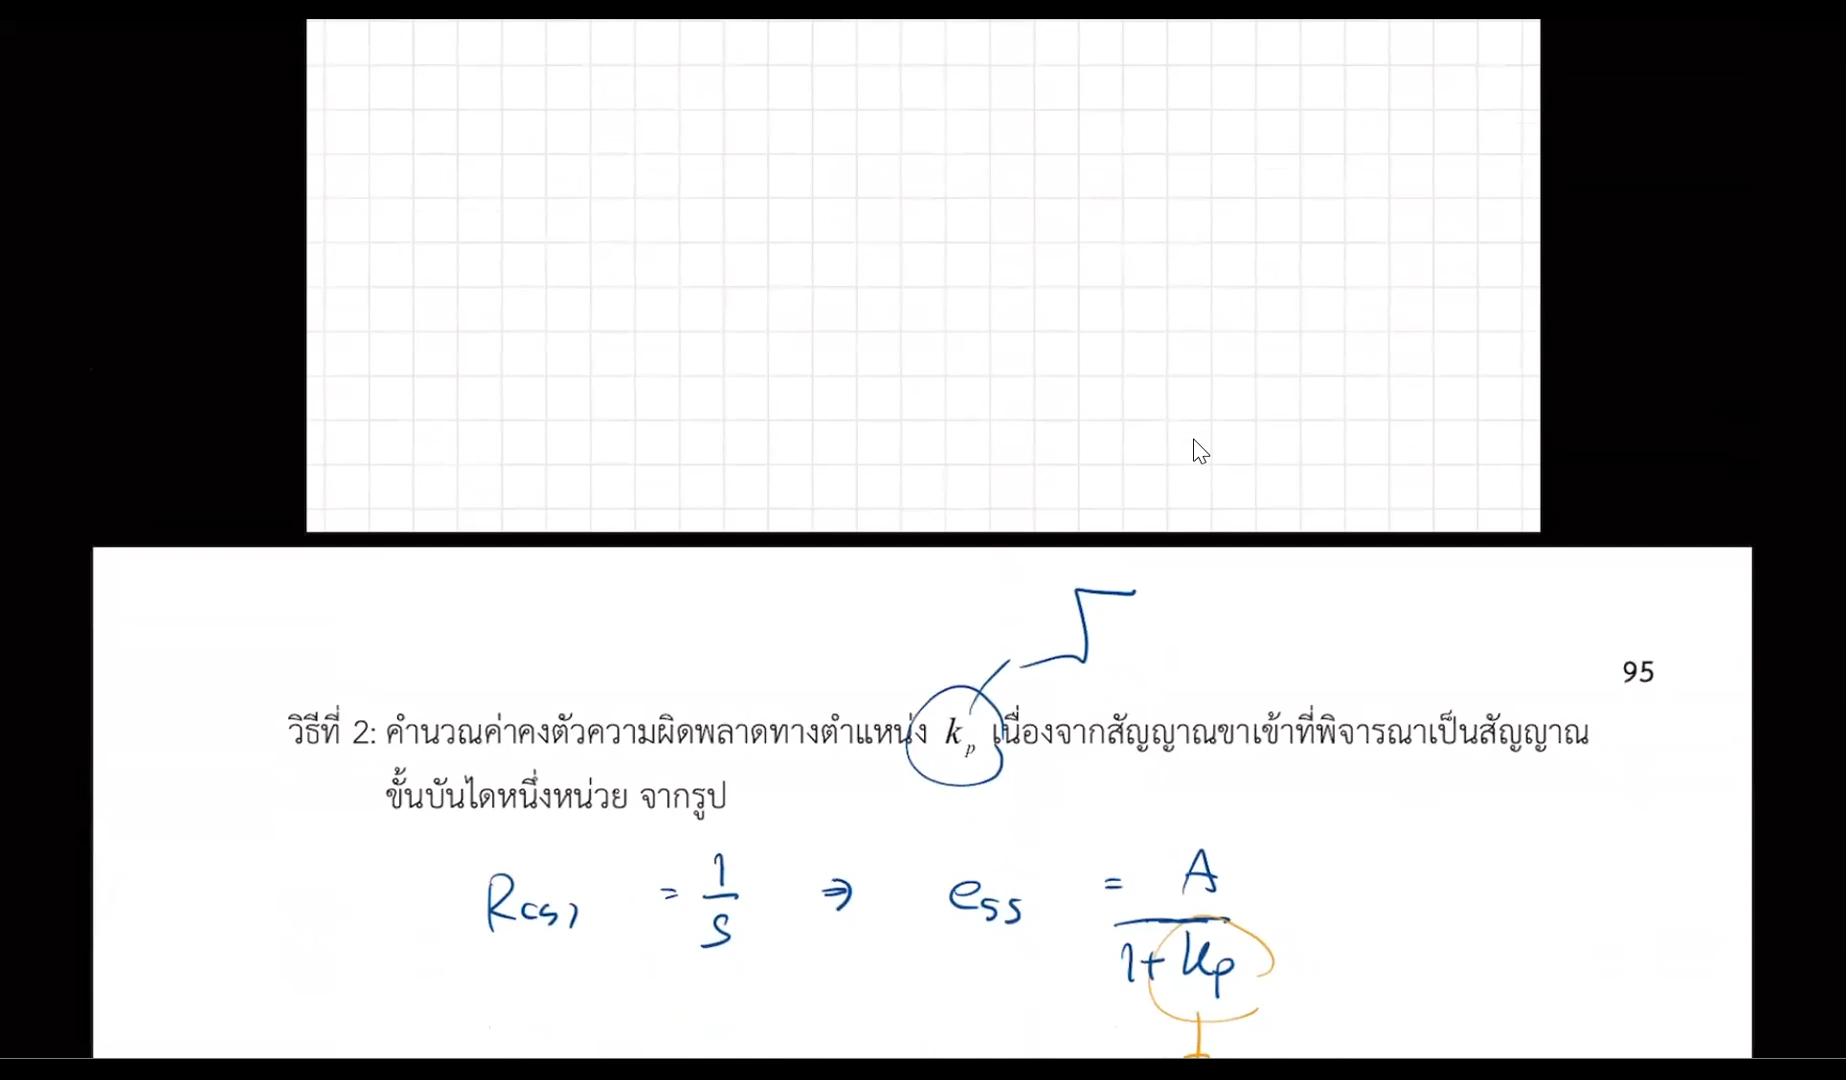 95
วิธีที่ 2: คำนวณค่าคงตัวความผิดพลาดทางตำแหน่ง k_p เนื่องจากสัญญาณขาเข้าที่พิจารณาเป็นสัญญาณ
ขั้นบันไดหนึ่งหน่วย จากรูป
R(s) = 1/s ⇒ e_ss = A/(1+k_p)